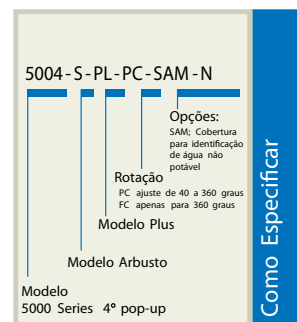 5004-S-PL-PC-SAM-N
Opções:
SAM; Cobertura
para identificação
de água não
potável
Rotação
PC ajuste de 40 a 360 graus
FC apenas para 360 graus
Modelo Plus
Modelo Arbusto
Modelo
5000 Series 4° pop-up
Como Especificar